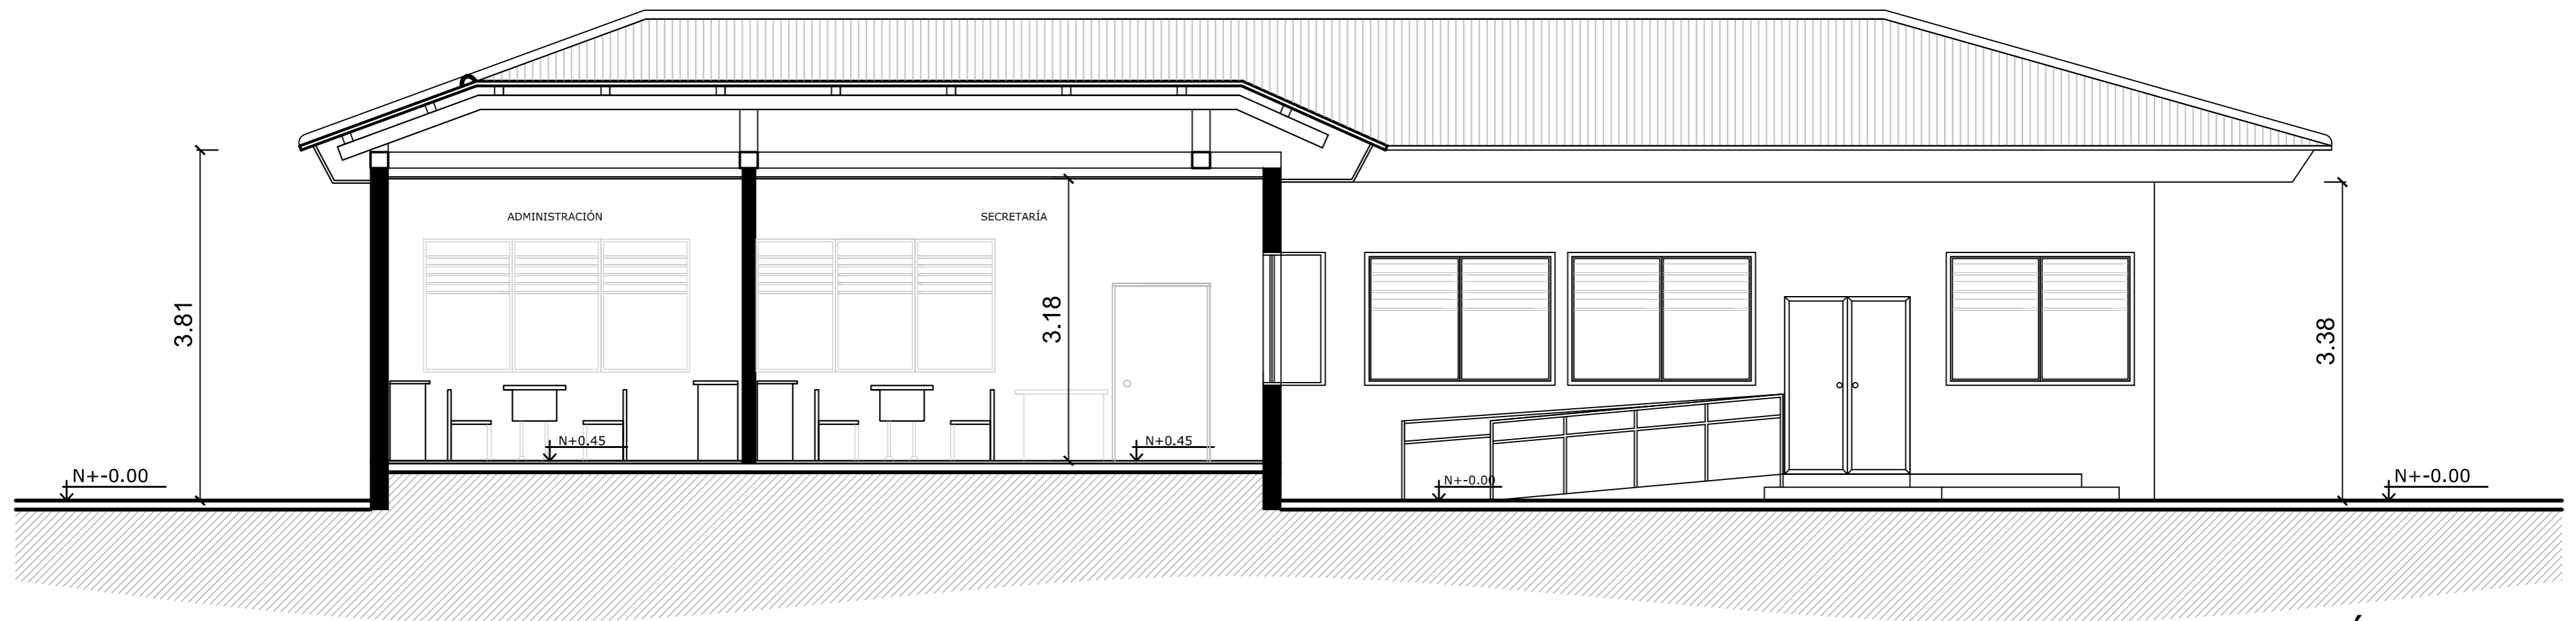 ADMINISTRACIÓN
SECRETARÍA
3.81
3.18
3.38
N+0.45
N+0.45
N+-0.00
N+-0.00
N+-0.00